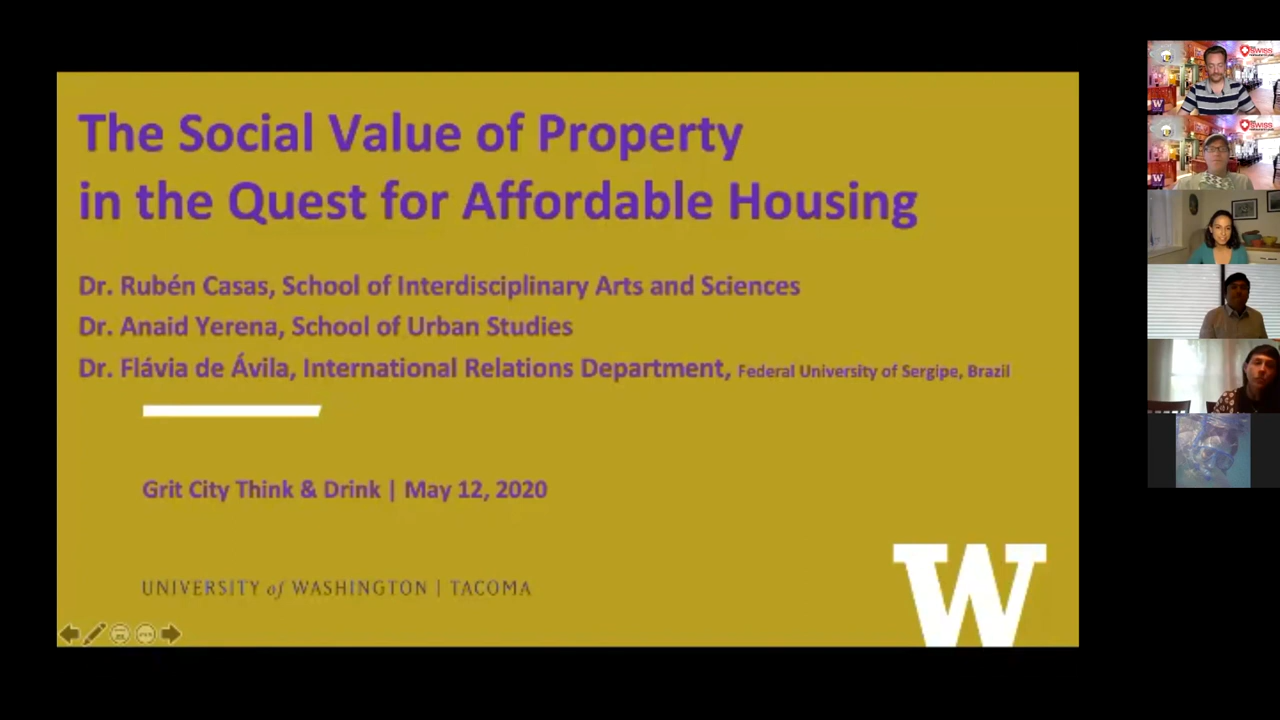 The Social Value of Property
in the Quest for Affordable Housing
Dr. Rubén Casas, School of Interdisciplinary Arts and Sciences
Dr. Anaid Yerena, School of Urban Studies
Dr. Flávia de Ávila, International Relations Department, Federal University of Sergipe, Brazil
Grit City Think & Drink | May 12, 2020
UNIVERSITY of WASHINGTON | TACOMA
W
SWISS
W
SWISS
W